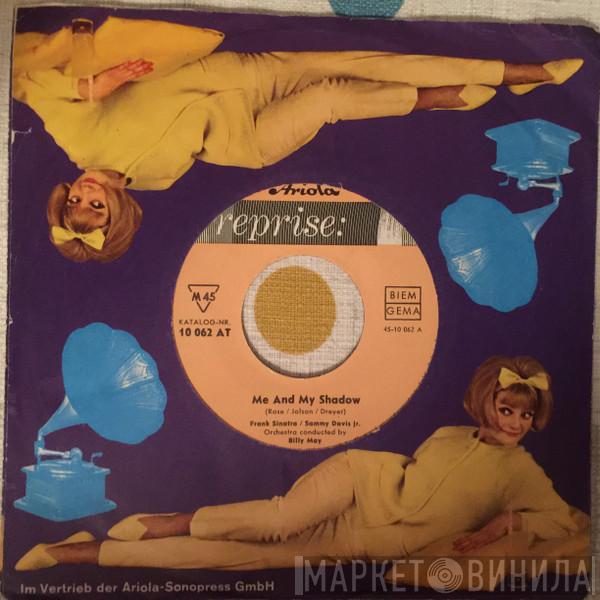 Ariola
reprise:
M 45
KATALOG-NR.
10 062 AT
BIEM
GEMA
45-10 062 A
Me And My Shadow
(Rose / Jolson / Dreyer)
Frank Sinatra / Sammy Davis Jr.
Orchestra conducted by
Billy May
Im Vertrieb der Ariola-Sonopress GmbH
МАРКЕТ ВИНИЛА